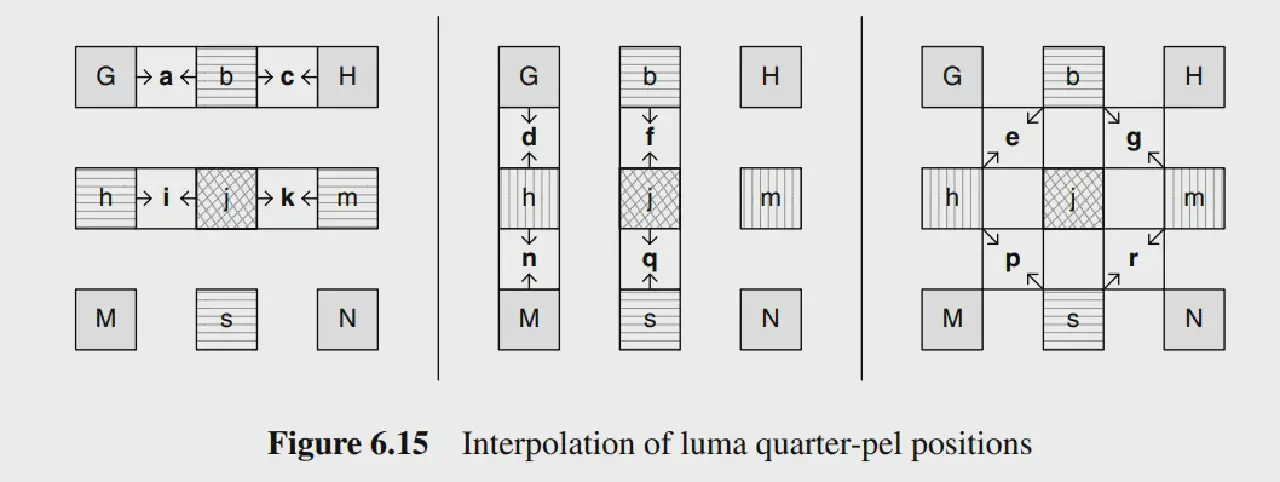 G a b c H
h i j k m
M s N
G b H
d f
h j m
n q
M s N
G b H
e g
h j m
p r
M s N
Figure 6.15 Interpolation of luma quarter-pel positions